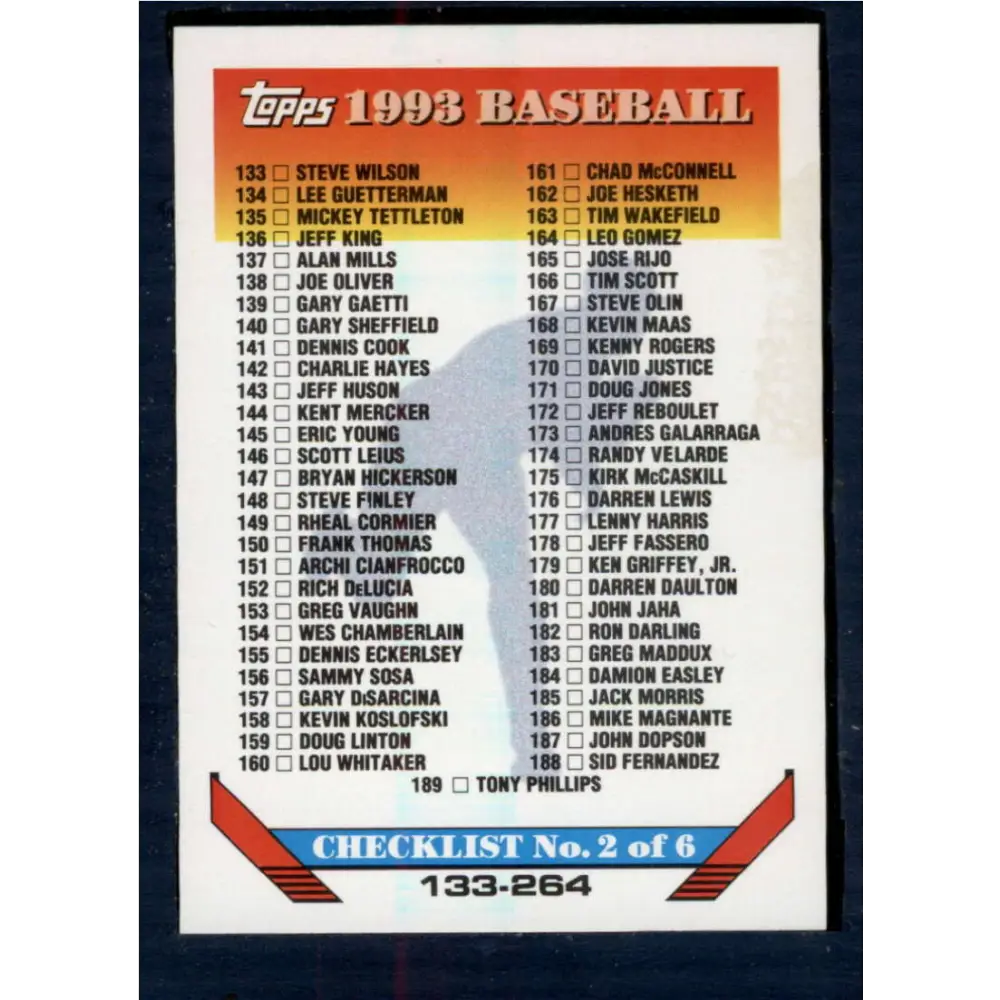 TOPPS 1993 BASEBALL
133 □ STEVE WILSON
134 □ LEE GUETTERMAN
135 □ MICKEY TETTLETON
136 □ JEFF KING
137 □ ALAN MILLS
138 □ JOE OLIVER
139 □ GARY GAETTI
140 □ GARY SHEFFIELD
141 □ DENNIS COOK
142 □ CHARLIE HAYES
143 □ JEFF HUSON
144 □ KENT MERCKER
145 □ ERIC YOUNG
146 □ SCOTT LEIUS
147 □ BRYAN HICKERSON
148 □ STEVE FINLEY
149 □ RHEAL CORMIER
150 □ FRANK THOMAS
151 □ ARCHI CIANFROCCO
152 □ RICH DELUCIA
153 □ GREG VAUGHN
154 □ WES CHAMBERLAIN
155 □ DENNIS ECKERLSEY
156 □ SAMMY SOSA
157 □ GARY DiSARCINA
158 □ KEVIN KOSLOFSKI
159 □ DOUG LINTON
160 □ LOU WHITAKER
161 □ CHAD McCONNELL
162 □ JOE HESKETH
163 □ TIM WAKEFIELD
164 □ LEO GOMEZ
165 □ JOSE RIJO
166 □ TIM SCOTT
167 □ STEVE OLIN
168 □ KEVIN MAAS
169 □ KENNY ROGERS
170 □ DAVID JUSTICE
171 □ DOUG JONES
172 □ JEFF REBOULET
173 □ ANDRES GALARRAGA
174 □ RANDY VELARDE
175 □ KIRK McCASKILL
176 □ DARREN LEWIS
177 □ LENNY HARRIS
178 □ JEFF FASSERO
179 □ KEN GRIFFEY, JR.
180 □ DARREN DAULTON
181 □ JOHN JAHA
182 □ RON DARLING
183 □ GREG MADDUX
184 □ DAMION EASLEY
185 □ JACK MORRIS
186 □ MIKE MAGNANTE
187 □ JOHN DOPSON
188 □ SID FERNANDEZ
189 □ TONY PHILLIPS
CHECKLIST No. 2 of 6
133-264